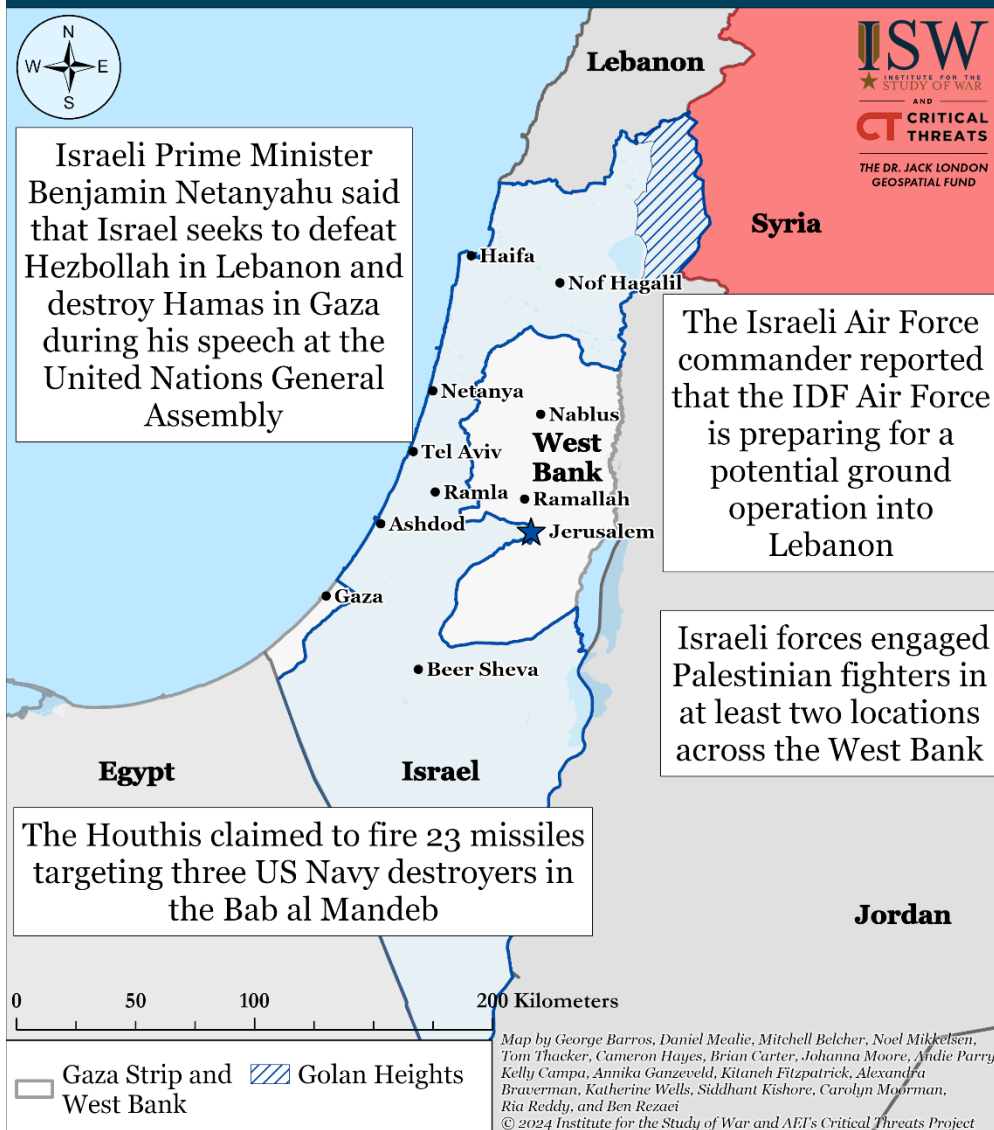 N
W
E
S
Lebanon
ISW
INSTITUTE FOR THE
STUDY OF WAR
AND
CT CRITICAL
THREATS
THE DR. JACK LONDON
GEOSPATIAL FUND
Israeli Prime Minister
Benjamin Netanyahu said
that Israel seeks to defeat
Hezbollah in Lebanon and
destroy Hamas in Gaza
during his speech at the
United Nations General
Assembly
Syria
Haifa
Nof Hagalil
The Israeli Air Force
commander reported
that the IDF Air Force
is preparing for a
potential ground
operation into
Lebanon
Netanya
Nablus
West
Bank
Tel Aviv
Ramla
Ramallah
Ashdod
Jerusalem
Gaza
Israeli forces engaged
Palestinian fighters in
at least two locations
across the West Bank
Beer Sheva
Egypt
Israel
The Houthis claimed to fire 23 missiles
targeting three US Navy destroyers in
the Bab al Mandeb
Jordan
0 50 100 200 Kilometers
Gaza Strip and
West Bank
Golan Heights
Map by George Barros, Daniel Mealie, Mitchell Belcher, Noel Mikkelsen,
Tom Thacker, Cameron Hayes, Brian Carter, Johanna Moore, Andie Parry,
Kelly Campa, Annika Ganzeveld, Kitaneh Fitzpatrick, Alexandra
Braverman, Katherine Wells, Siddhant Kishore, Carolyn Moorman,
Ria Reddy, and Ben Rezaei
© 2024 Institute for the Study of War and AEI's Critical Threats Project